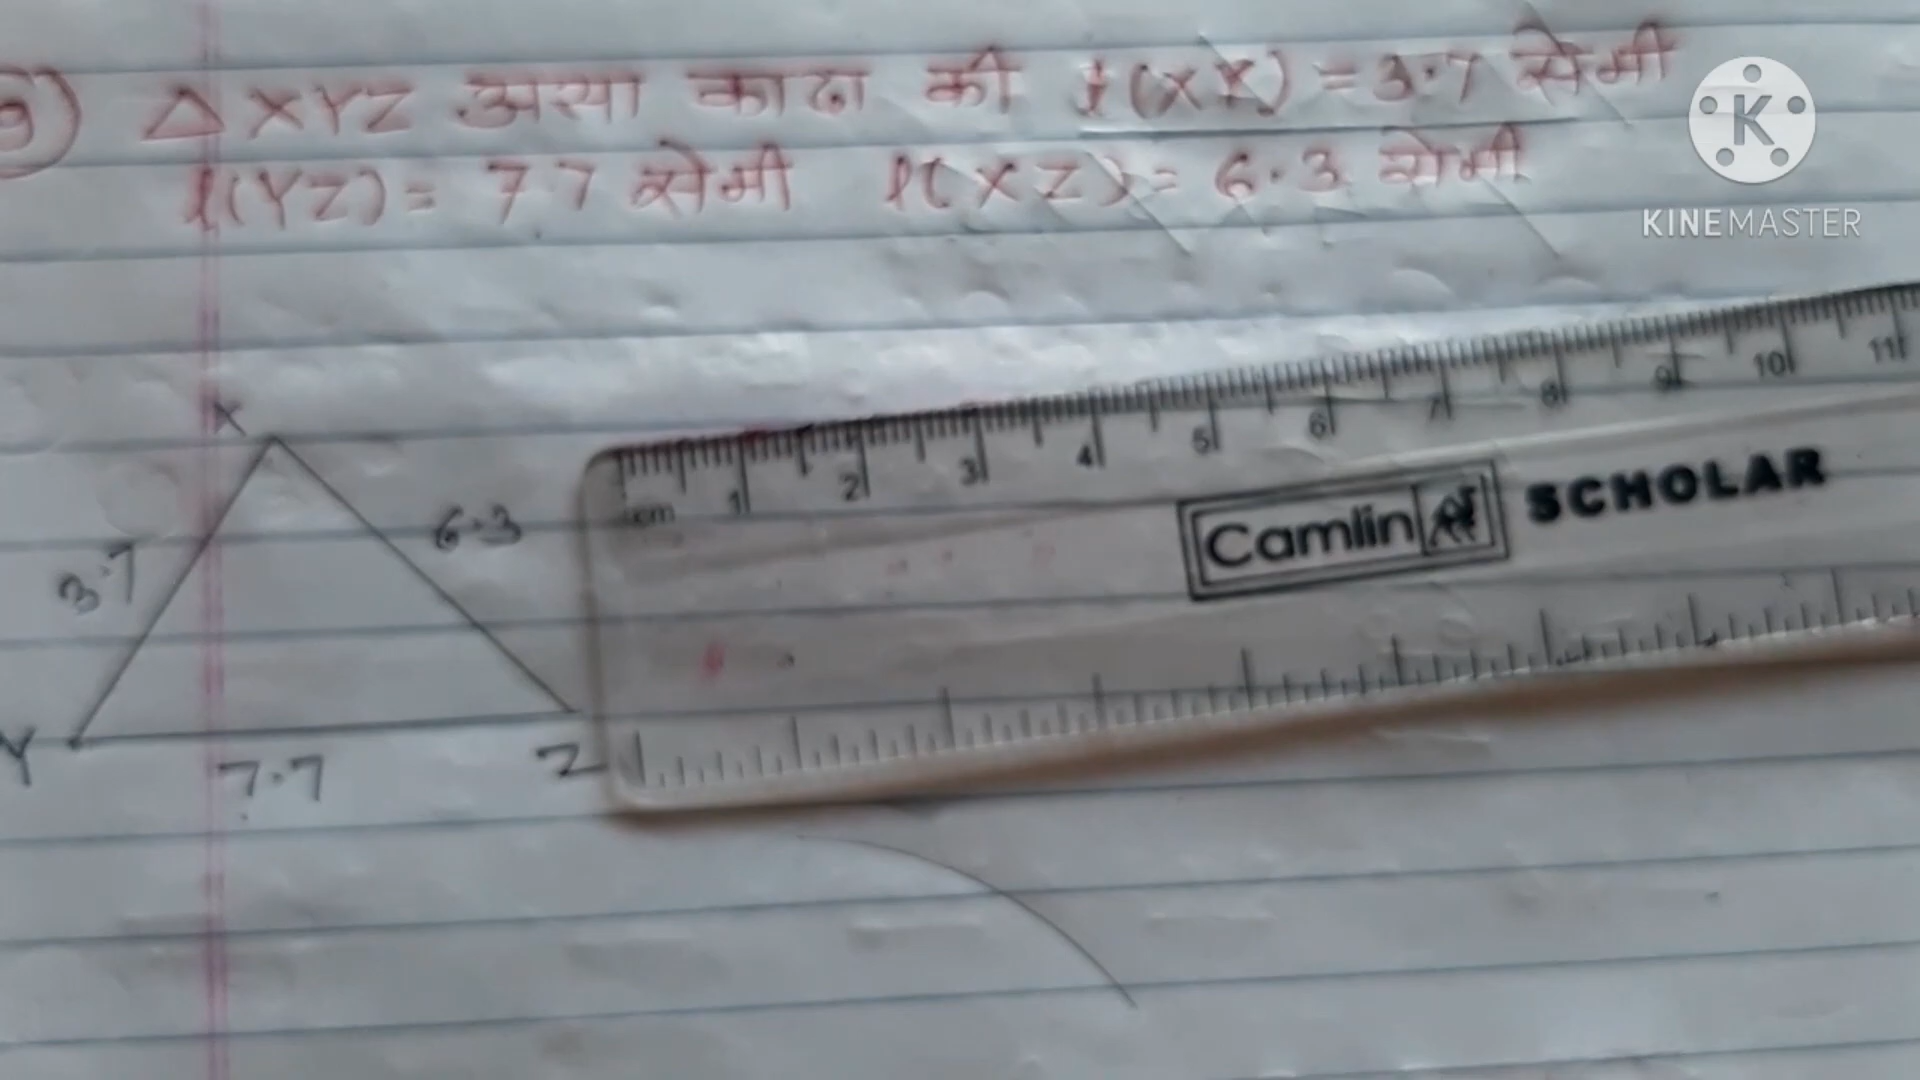 ३) △XYZ असा काढा की l(XY) = 3.7 सेमी
l(YZ) = 7.7 सेमी l(XZ) = 6.3 सेमी
KINEMASTER
X
6.3
3.7
Y
7.7
Z
cm 1 2 3 4 5 6 7 8 9 10 11
Camlin SCHOLAR